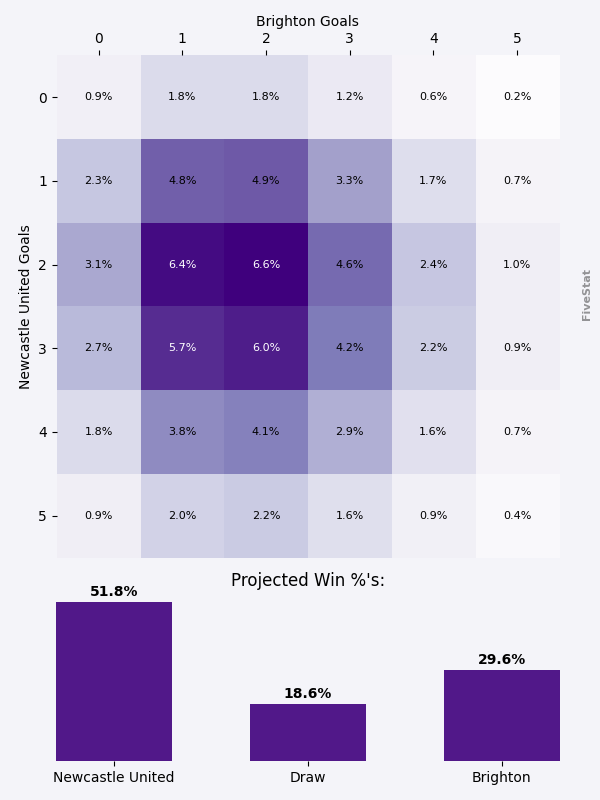 Brighton Goals
0 1 2 3 4 5
0 0.9% 1.8% 1.8% 1.2% 0.6% 0.2%
1 2.3% 4.8% 4.9% 3.3% 1.7% 0.7%
2 3.1% 6.4% 6.6% 4.6% 2.4% 1.0%
3 2.7% 5.7% 6.0% 4.2% 2.2% 0.9%
4 1.8% 3.8% 4.1% 2.9% 1.6% 0.7%
5 0.9% 2.0% 2.2% 1.6% 0.9% 0.4%
Newcastle United Goals
FiveStat
Projected Win %'s:
51.8% 18.6% 29.6%
Newcastle United Draw Brighton